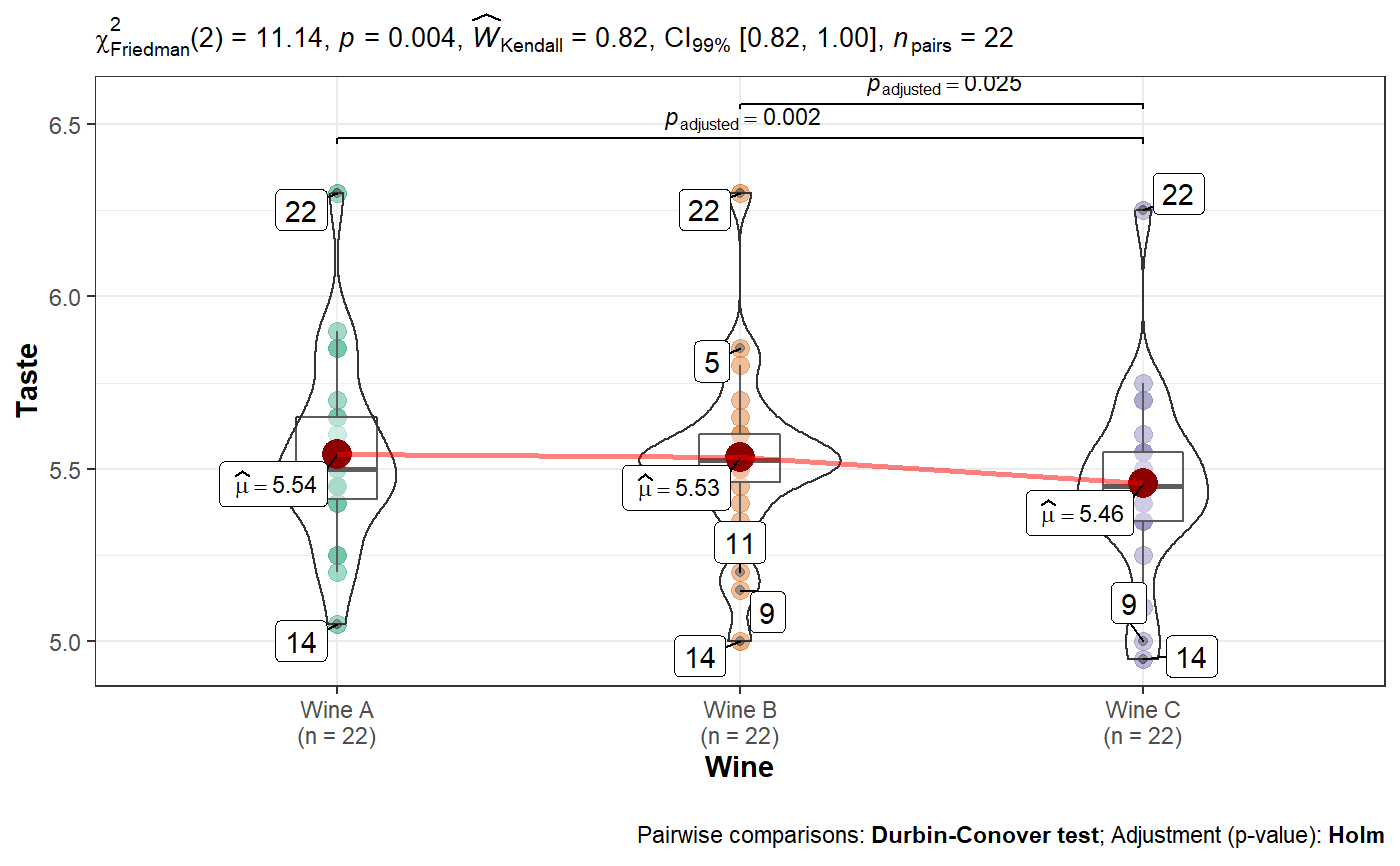 χ²Friedman(2) = 11.14, p = 0.004, ŴKendall = 0.82, CI99% [0.82, 1.00], npairs = 22
padjusted = 0.025
padjusted = 0.002
6.5
22
22
22
6.0
5
Taste
5.5
μ̂ = 5.54
μ̂ = 5.53
μ̂ = 5.46
11
9
9
5.0
14
14
14
Wine A
(n = 22)
Wine B
(n = 22)
Wine C
(n = 22)
Wine
Pairwise comparisons: Durbin-Conover test; Adjustment (p-value): Holm